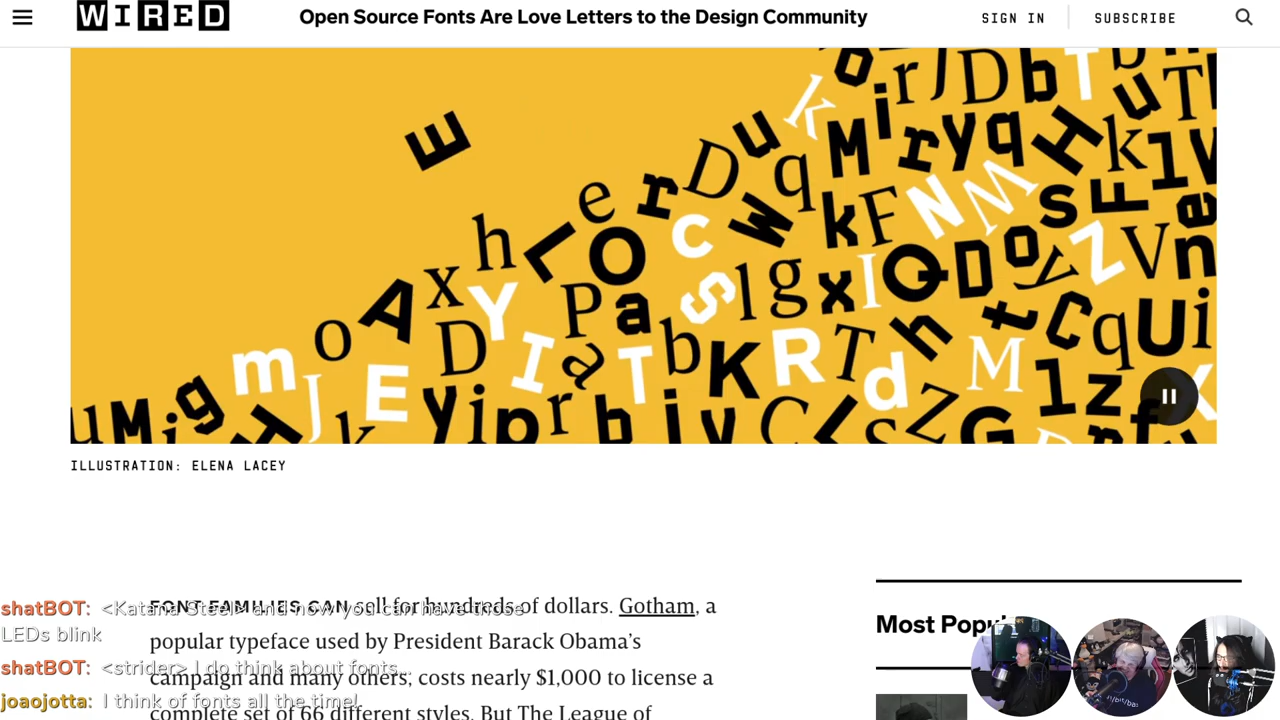 WIRED
Open Source Fonts Are Love Letters to the Design Community
SIGN IN
SUBSCRIBE
ILLUSTRATION: ELENA LACEY
FONT FAMILIES CAN sell for hundreds of dollars. Gotham, a
popular typeface used by President Barack Obama’s
campaign and many others, costs nearly $1,000 to license a
complete set of 66 different styles. But The League of
Most Popu
shatBOT: <Katana Steel> and now you can have those
LEDs blink
shatBOT: <strider> I do think about fonts...
joaojotta: I think of fonts all the time!